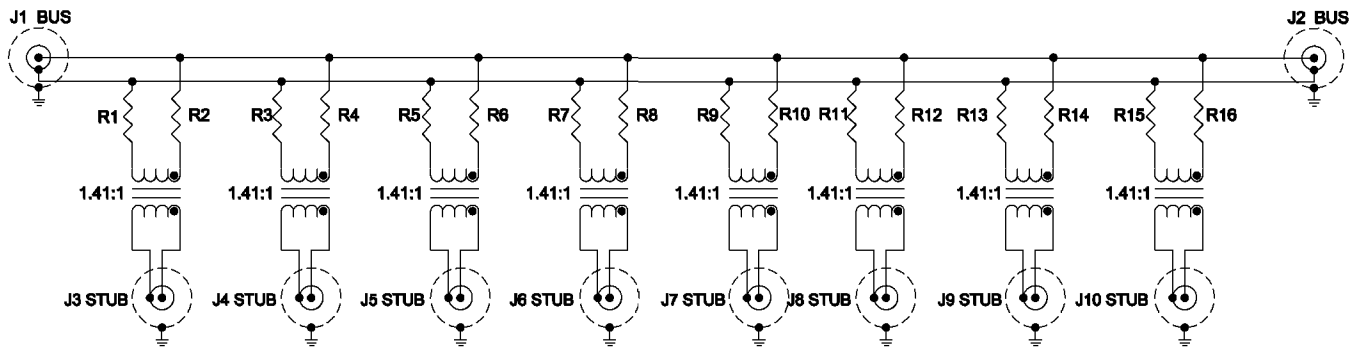 J1 BUS
J2 BUS
R1 R2 R3 R4 R5 R6 R7 R8 R9 R10 R11 R12 R13 R14 R15 R16
1.41:1 1.41:1 1.41:1 1.41:1 1.41:1 1.41:1 1.41:1 1.41:1
J3 STUB J4 STUB J5 STUB J6 STUB J7 STUB J8 STUB J9 STUB J10 STUB